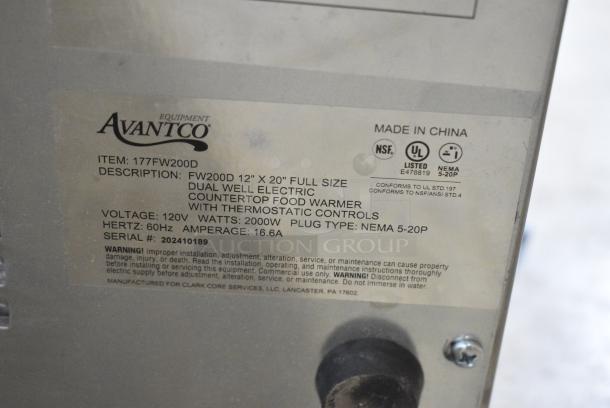 EQUIPMENT
AVANTCO
MADE IN CHINA
NSF
UL
LISTED
E478819
NEMA
5-20P
CONFORMS TO UL STD.197
CONFORMS TO NSF/ANSI STD.4
ITEM: 177FW200D
DESCRIPTION: FW200D 12" X 20" FULL SIZE
DUAL WELL ELECTRIC
COUNTERTOP FOOD WARMER
WITH THERMOSTATIC CONTROLS
VOLTAGE: 120V WATTS: 2000W PLUG TYPE: NEMA 5-20P
HERTZ: 60Hz AMPERAGE: 16.6A
SERIAL #: 202410189
AUCTION GROUP
WARNING! Improper installation, adjustment, alteration, service, or maintenance can cause property
damage, injury, or death. Read the installation, operating, and maintenance instructions thoroughly
before installing or servicing this equipment. Commercial use only. WARNING! Disconnect from
electric supply before adjustment, alteration, service, or maintenance. Do not immerse in water.
MANUFACTURED FOR CLARK CORE SERVICES, LLC, LANCASTER, PA 17602.